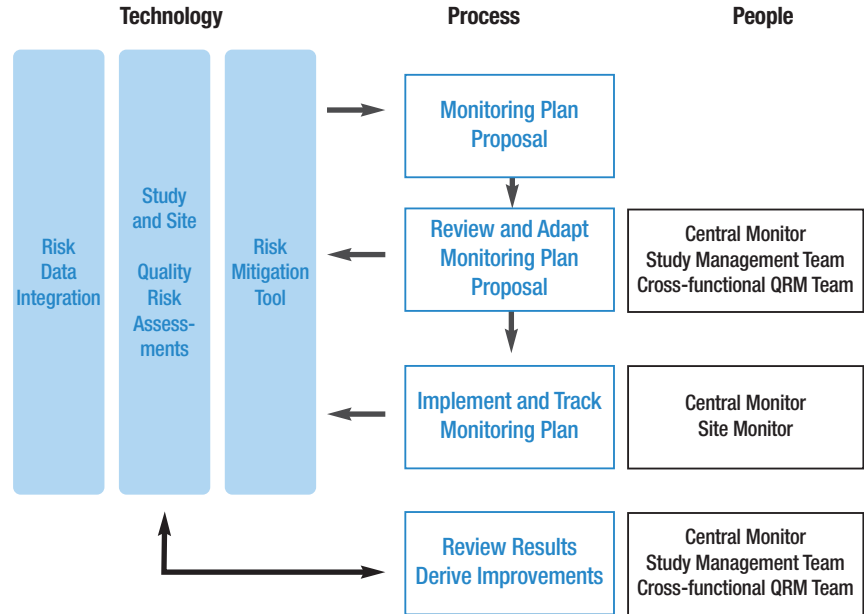 Technology
Process
People
Risk
Data
Integration
Study
and Site
Quality
Risk
Assess-
ments
Risk
Mitigation
Tool
Monitoring Plan
Proposal
Review and Adapt
Monitoring Plan
Proposal
Central Monitor
Study Management Team
Cross-functional QRM Team
Implement and Track
Monitoring Plan
Central Monitor
Site Monitor
Review Results
Derive Improvements
Central Monitor
Study Management Team
Cross-functional QRM Team